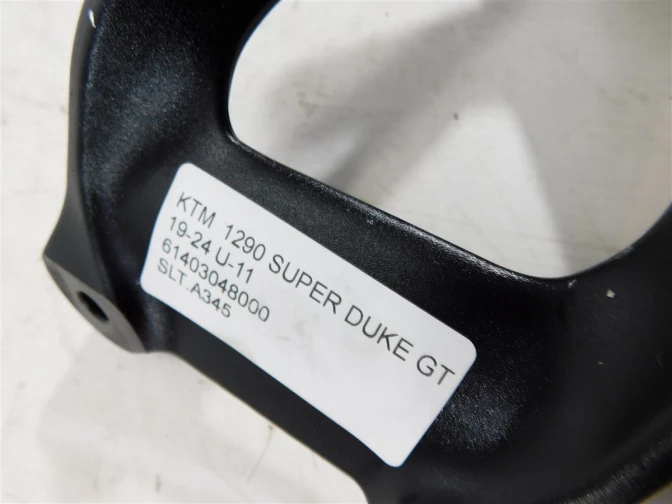 KTM 1290 SUPER DUKE GT
19-24 U-11
61403048000
SLT.A345